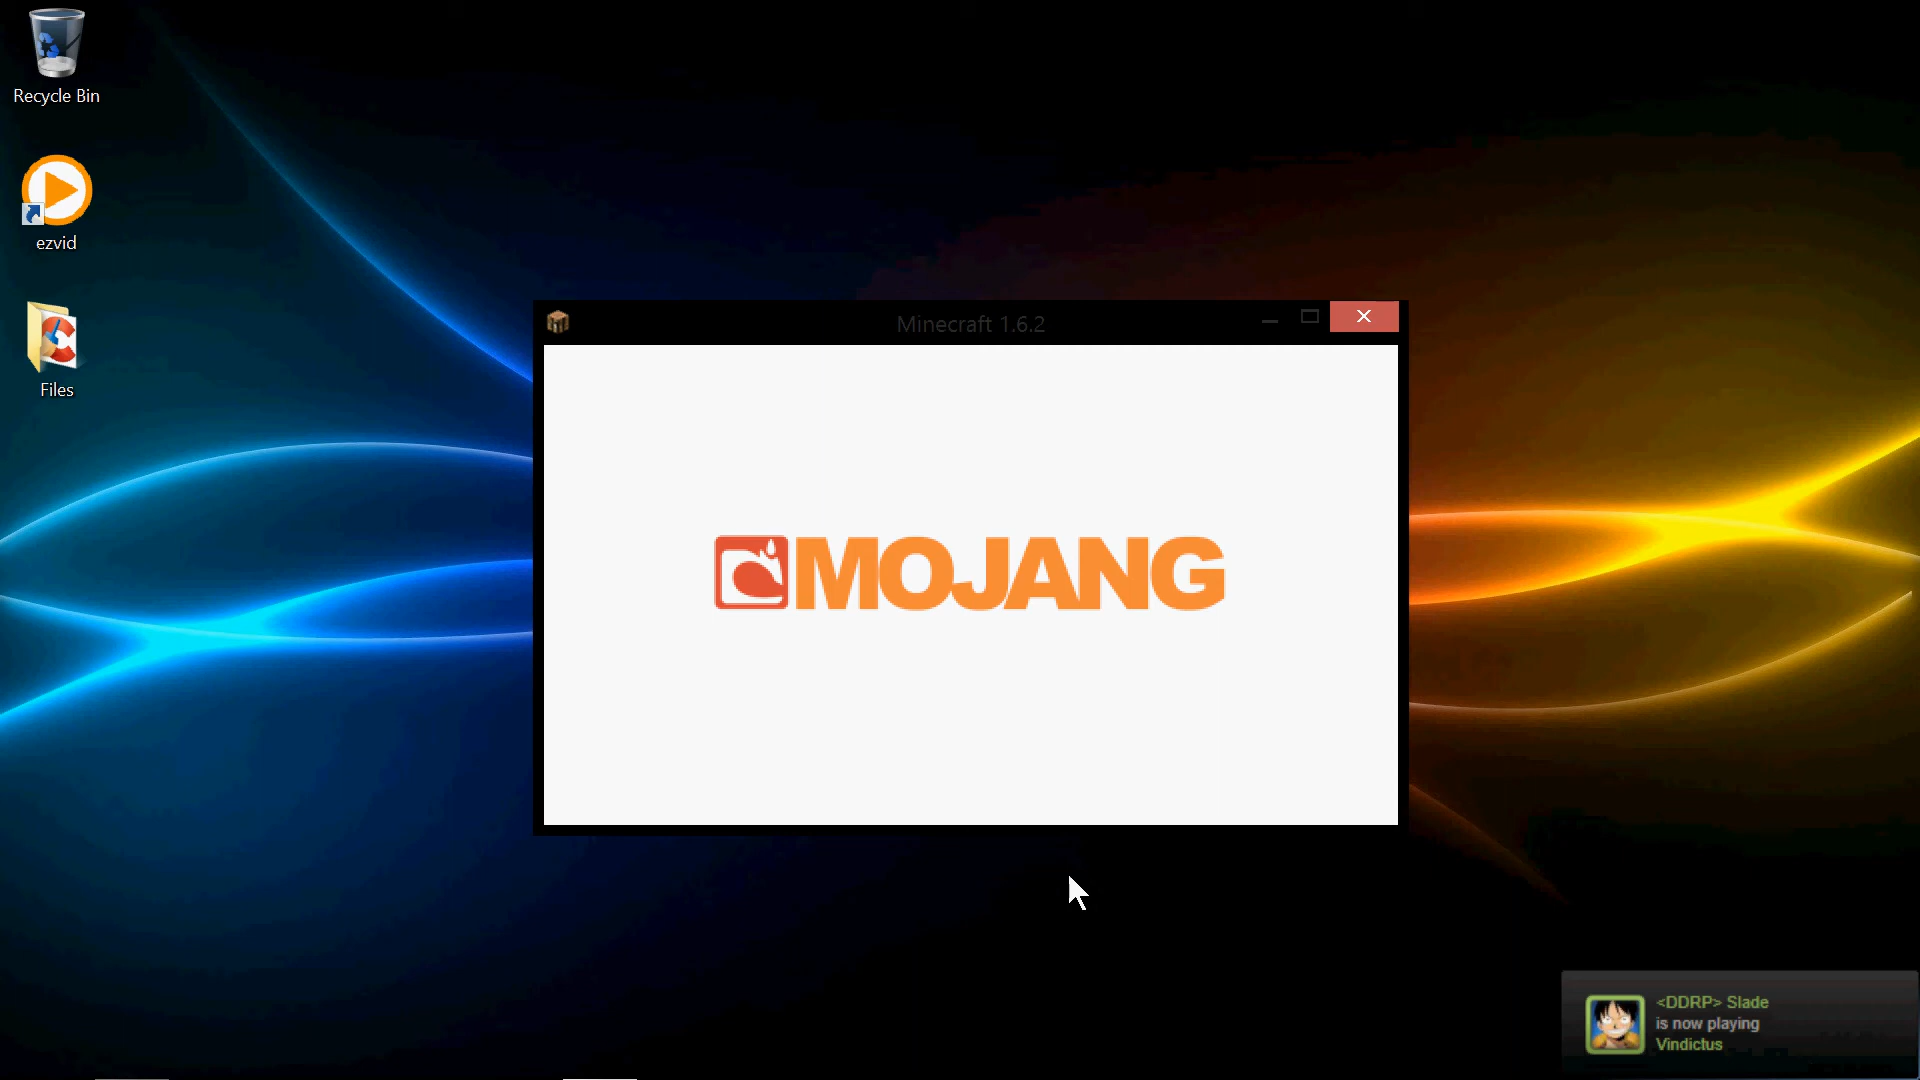 Recycle Bin
ezvid
Files
Minecraft 1.6.2
MOJANG
<DDRP> Slade
is now playing
Vindictus